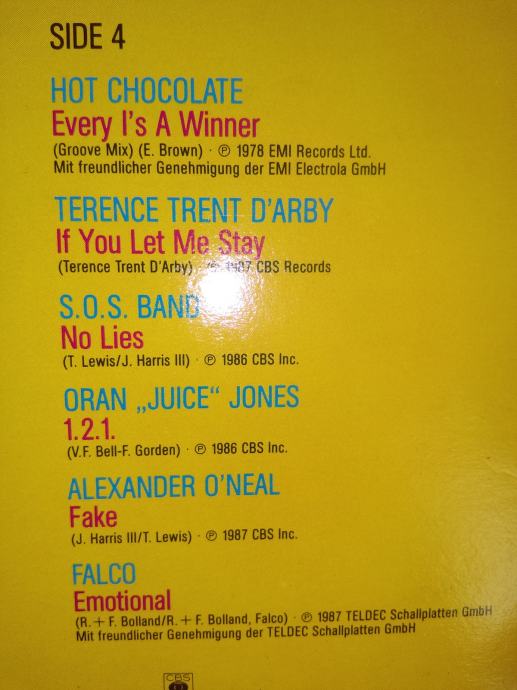 SIDE 4
HOT CHOCOLATE
Every I's A Winner
(Groove Mix) (E. Brown) · ℗ 1978 EMI Records Ltd.
Mit freundlicher Genehmigung der EMI Electrola GmbH
TERENCE TRENT D'ARBY
If You Let Me Stay
(Terence Trent D'Arby) · ℗ 1987 CBS Records
S.O.S. BAND
No Lies
(T. Lewis/J. Harris III) · ℗ 1986 CBS Inc.
ORAN „JUICE“ JONES
1.2.1.
(V.F. Bell-F. Gorden) · ℗ 1986 CBS Inc.
ALEXANDER O'NEAL
Fake
(J. Harris III/T. Lewis) · ℗ 1987 CBS Inc.
FALCO
Emotional
(R. + F. Bolland/R. + F. Bolland, Falco) · ℗ 1987 TELDEC Schallplatten GmbH
Mit freundlicher Genehmigung der TELDEC Schallplatten GmbH
CBS